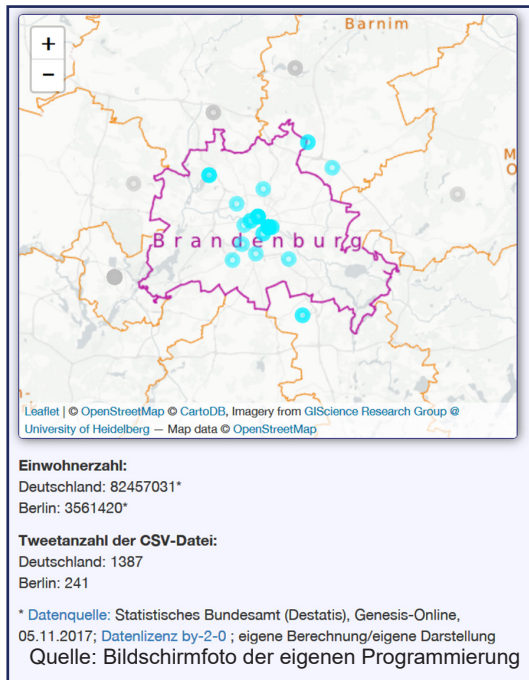 Barnim
+
−
M
O
Brandenburg
Leaflet | © OpenStreetMap © CartoDB, Imagery from GIScience Research Group @
University of Heidelberg — Map data © OpenStreetMap
Einwohnerzahl:
Deutschland: 82457031*
Berlin: 3561420*
Tweetanzahl der CSV-Datei:
Deutschland: 1387
Berlin: 241
* Datenquelle: Statistisches Bundesamt (Destatis), Genesis-Online,
05.11.2017; Datenlizenz by-2-0 ; eigene Berechnung/eigene Darstellung
Quelle: Bildschirmfoto der eigenen Programmierung